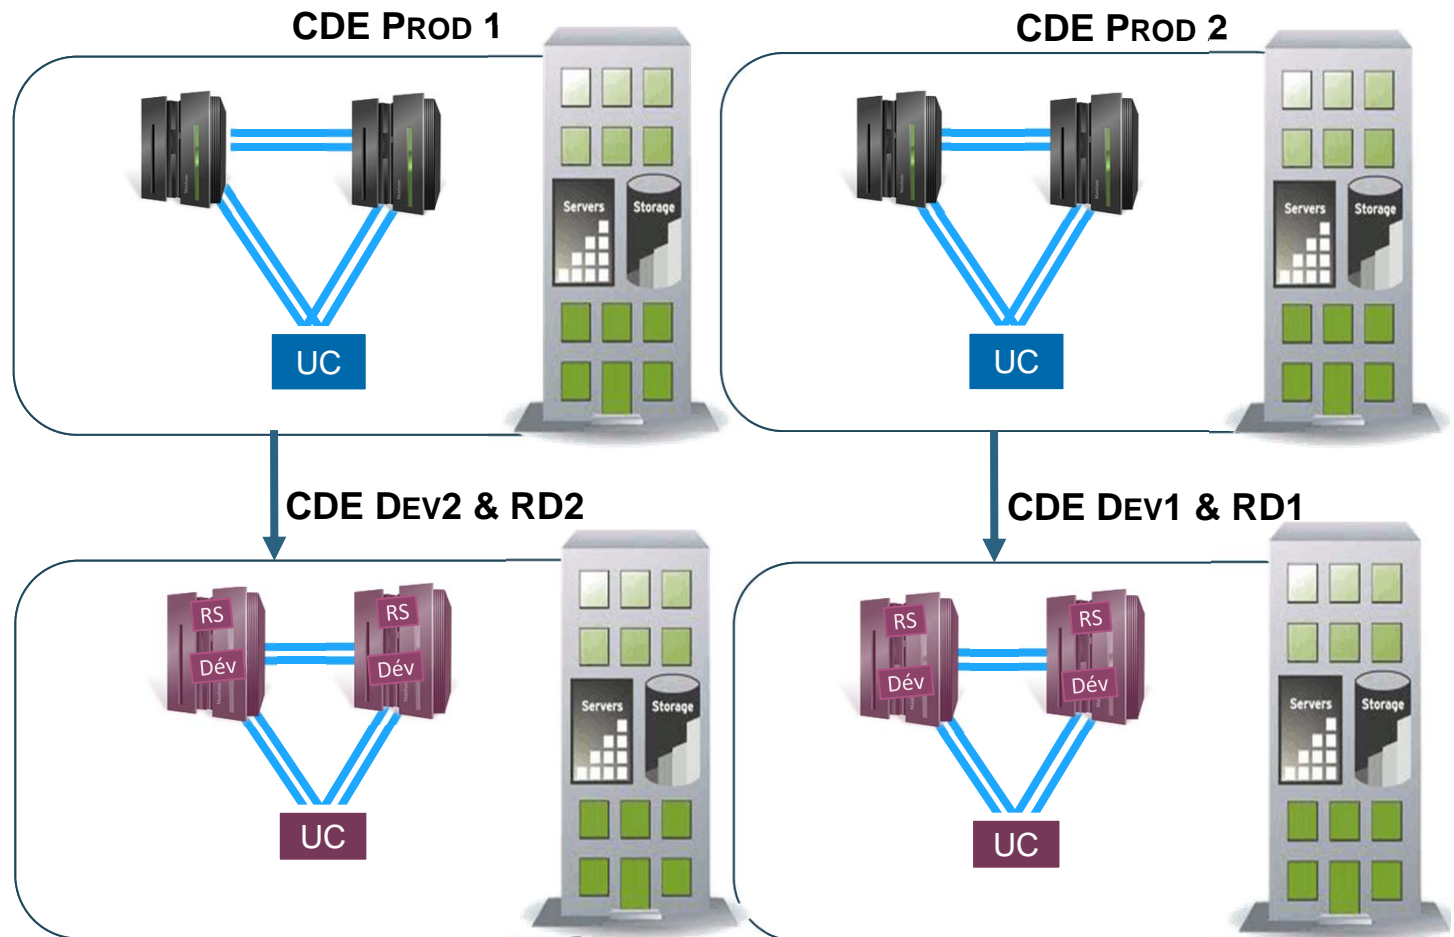 CDE PROD 1
CDE PROD 2
Servers
Storage
UC
Servers
Storage
UC
CDE DEV2 & RD2
CDE DEV1 & RD1
RS
RS
Dév
Dév
Servers
Storage
UC
RS
RS
Dév
Dév
Servers
Storage
UC